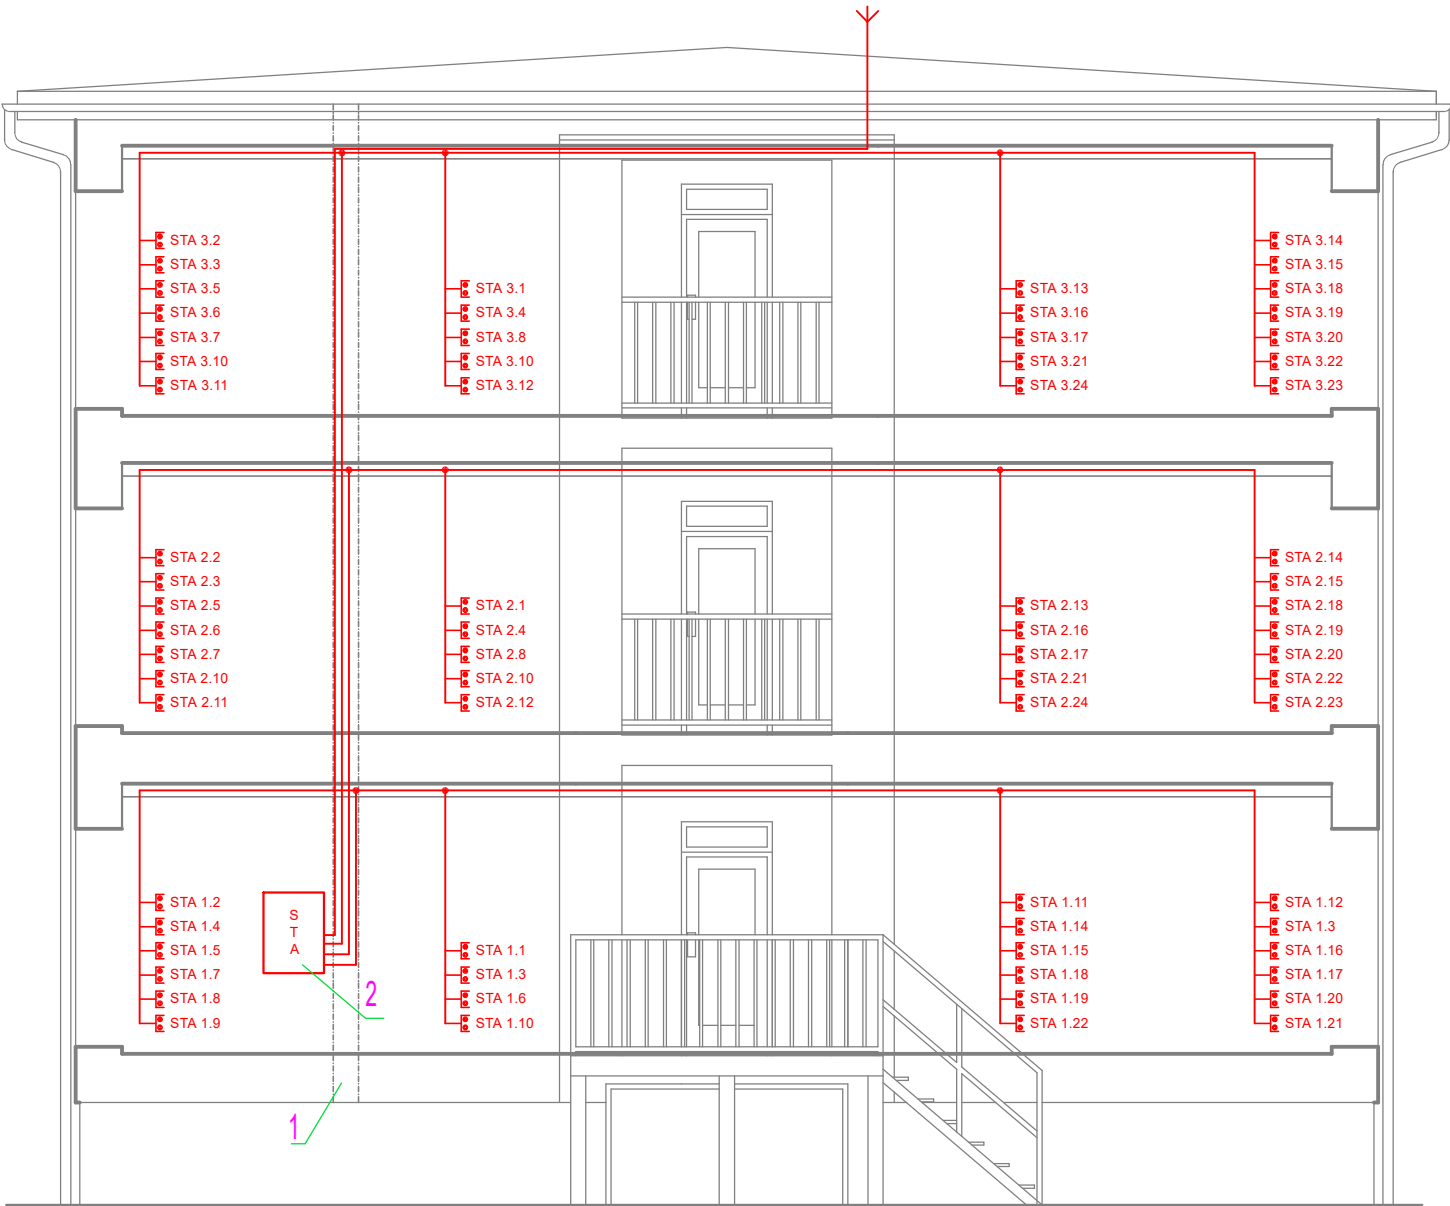 STA 3.2
STA 3.3
STA 3.5
STA 3.6
STA 3.7
STA 3.10
STA 3.11
STA 3.1
STA 3.4
STA 3.8
STA 3.10
STA 3.12
STA 3.13
STA 3.16
STA 3.17
STA 3.21
STA 3.24
STA 3.14
STA 3.15
STA 3.18
STA 3.19
STA 3.20
STA 3.22
STA 3.23
STA 2.2
STA 2.3
STA 2.5
STA 2.6
STA 2.7
STA 2.10
STA 2.11
STA 2.1
STA 2.4
STA 2.8
STA 2.10
STA 2.12
STA 2.13
STA 2.16
STA 2.17
STA 2.21
STA 2.24
STA 2.14
STA 2.15
STA 2.18
STA 2.19
STA 2.20
STA 2.22
STA 2.23
STA 1.2
STA 1.4
STA 1.5
STA 1.7
STA 1.8
STA 1.9
S
T
A
2
STA 1.1
STA 1.3
STA 1.6
STA 1.10
STA 1.11
STA 1.14
STA 1.15
STA 1.18
STA 1.19
STA 1.22
STA 1.12
STA 1.3
STA 1.16
STA 1.17
STA 1.20
STA 1.21
1